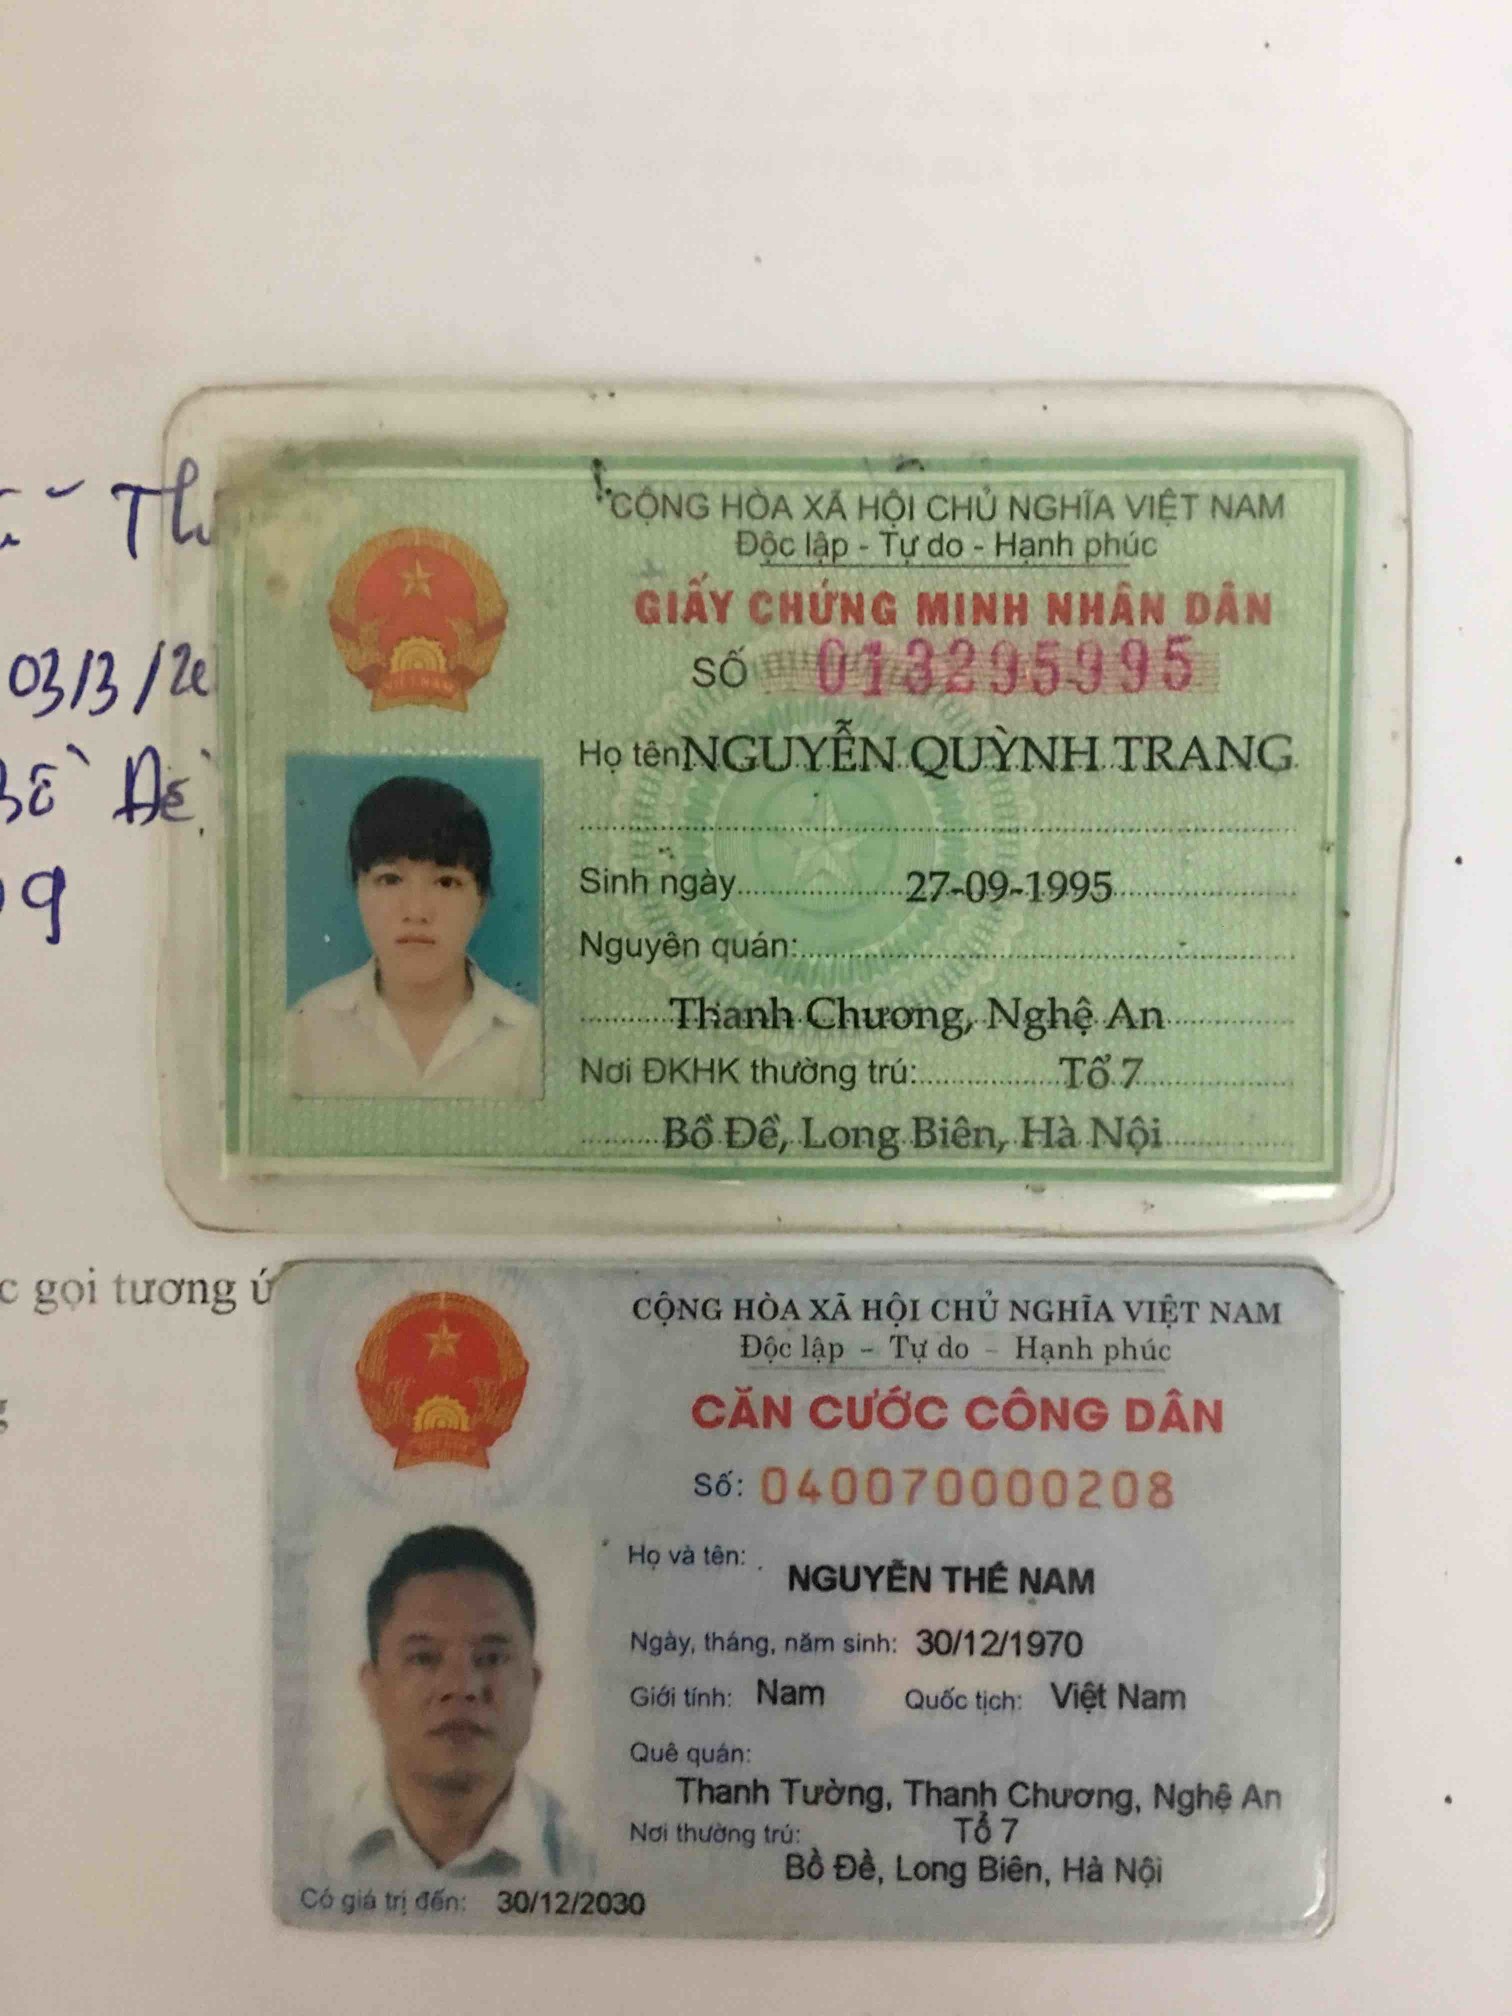 Th
03/3/20
Bồ Đề
9
CỘNG HÒA XÃ HỘI CHỦ NGHĨA VIỆT NAM
Độc lập - Tự do - Hạnh phúc
GIẤY CHỨNG MINH NHÂN DÂN
SỐ 013295995
Họ tên NGUYỄN QUỲNH TRANG
Sinh ngày 27-09-1995
Nguyên quán:
Thanh Chương, Nghệ An
Nơi ĐKHK thường trú: Tổ 7
Bồ Đề, Long Biên, Hà Nội
gọi tương
CỘNG HÒA XÃ HỘI CHỦ NGHĨA VIỆT NAM
Độc lập - Tự do - Hạnh phúc
CĂN CƯỚC CÔNG DÂN
Số: 040070000208
Họ và tên:
NGUYỄN THẾ NAM
Ngày, tháng, năm sinh: 30/12/1970
Giới tính: Nam Quốc tịch: Việt Nam
Quê quán:
Thanh Tường, Thanh Chương, Nghệ An
Nơi thường trú: Tổ 7
Bồ Đề, Long Biên, Hà Nội
Có giá trị đến: 30/12/2030